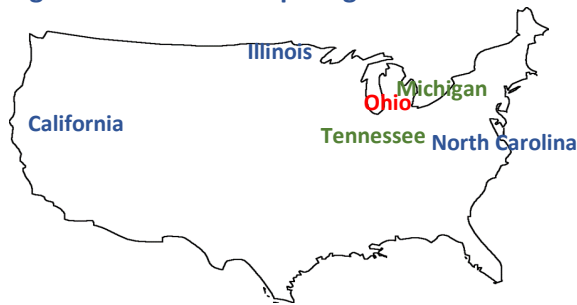 Illinois
Michigan
Ohio
California
Tennessee
North Carolina